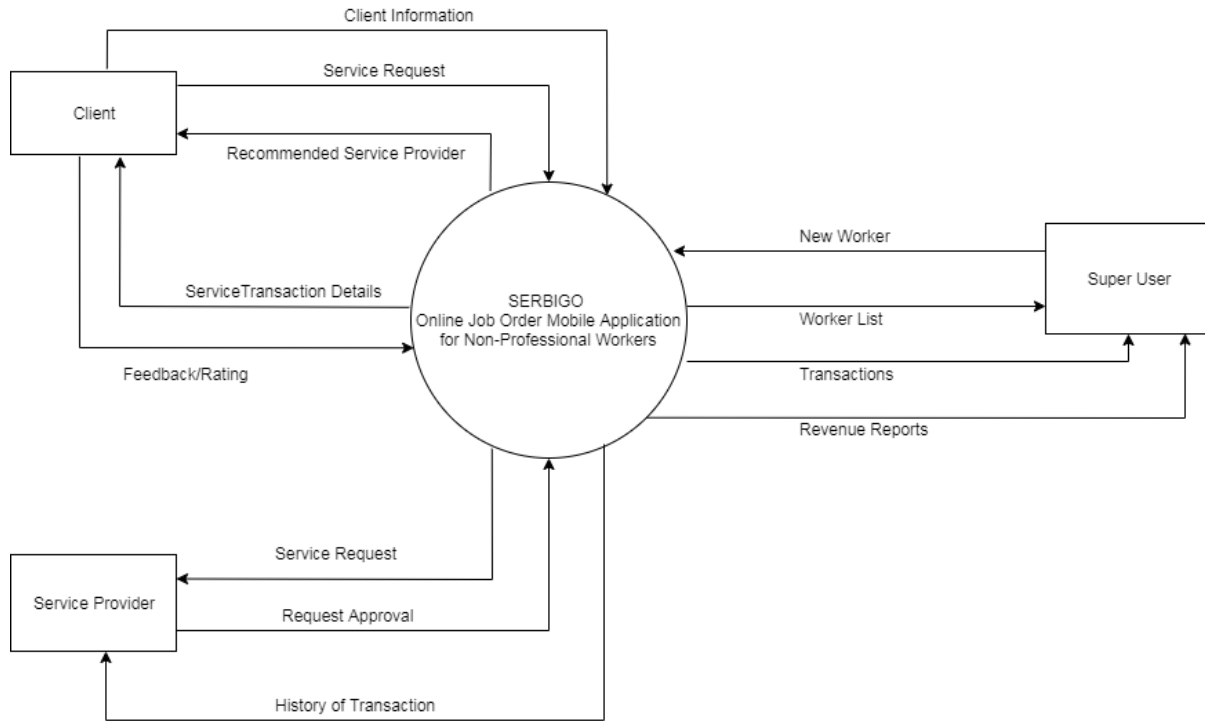 Client Information
Service Request
Client
Recommended Service Provider
New Worker
Super User
ServiceTransaction Details
SERBIGO
Online Job Order Mobile Application
for Non-Professional Workers
Worker List
Feedback/Rating
Transactions
Revenue Reports
Service Request
Service Provider
Request Approval
History of Transaction